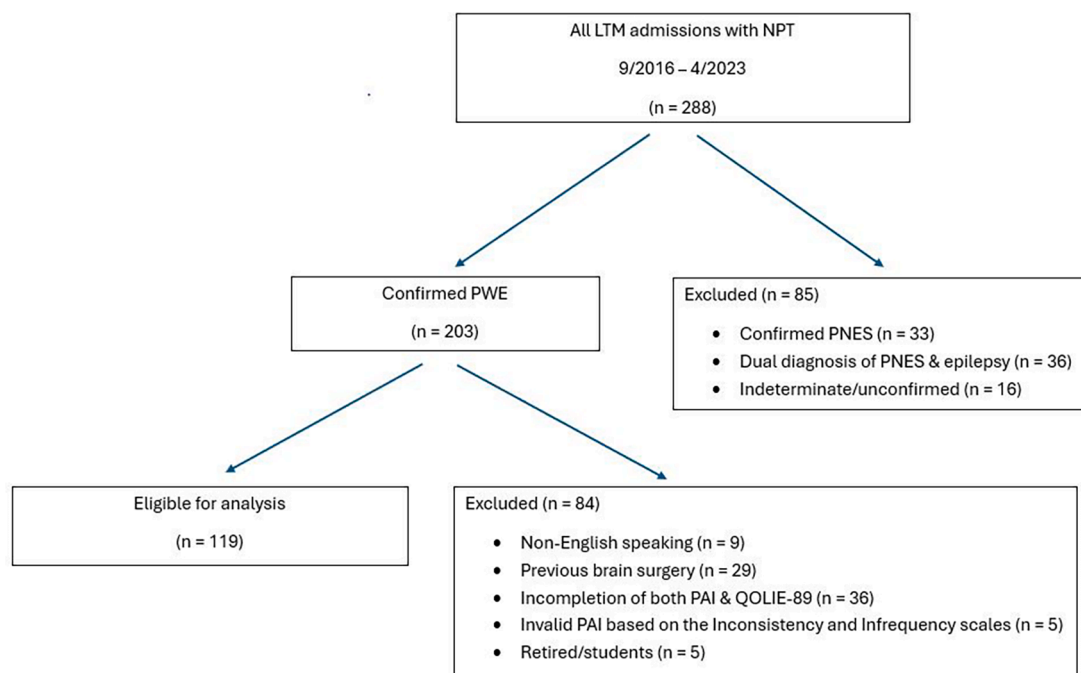 All LTM admissions with NPT
9/2016 – 4/2023
(n = 288)
Confirmed PWE
(n = 203)
Excluded (n = 85)
• Confirmed PNES (n = 33)
• Dual diagnosis of PNES & epilepsy (n = 36)
• Indeterminate/unconfirmed (n = 16)
Eligible for analysis
(n = 119)
Excluded (n = 84)
• Non-English speaking (n = 9)
• Previous brain surgery (n = 29)
• Incompletion of both PAI & QOLIE-89 (n = 36)
• Invalid PAI based on the Inconsistency and Infrequency scales (n = 5)
• Retired/students (n = 5)